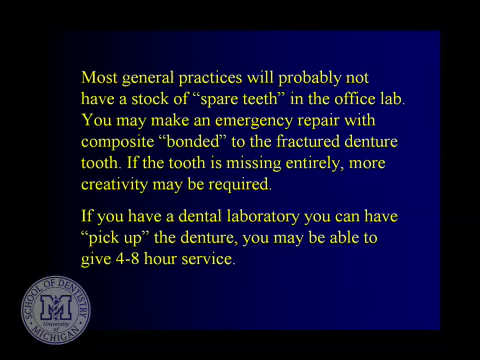 Most general practices will probably not
have a stock of “spare teeth” in the office lab.
You may make an emergency repair with
composite “bonded” to the fractured denture
tooth. If the tooth is missing entirely, more
creativity may be required.
If you have a dental laboratory you can have
“pick up” the denture, you may be able to
give 4-8 hour service.
SCHOOL OF DENTISTRY
M
University
of
MICHIGAN